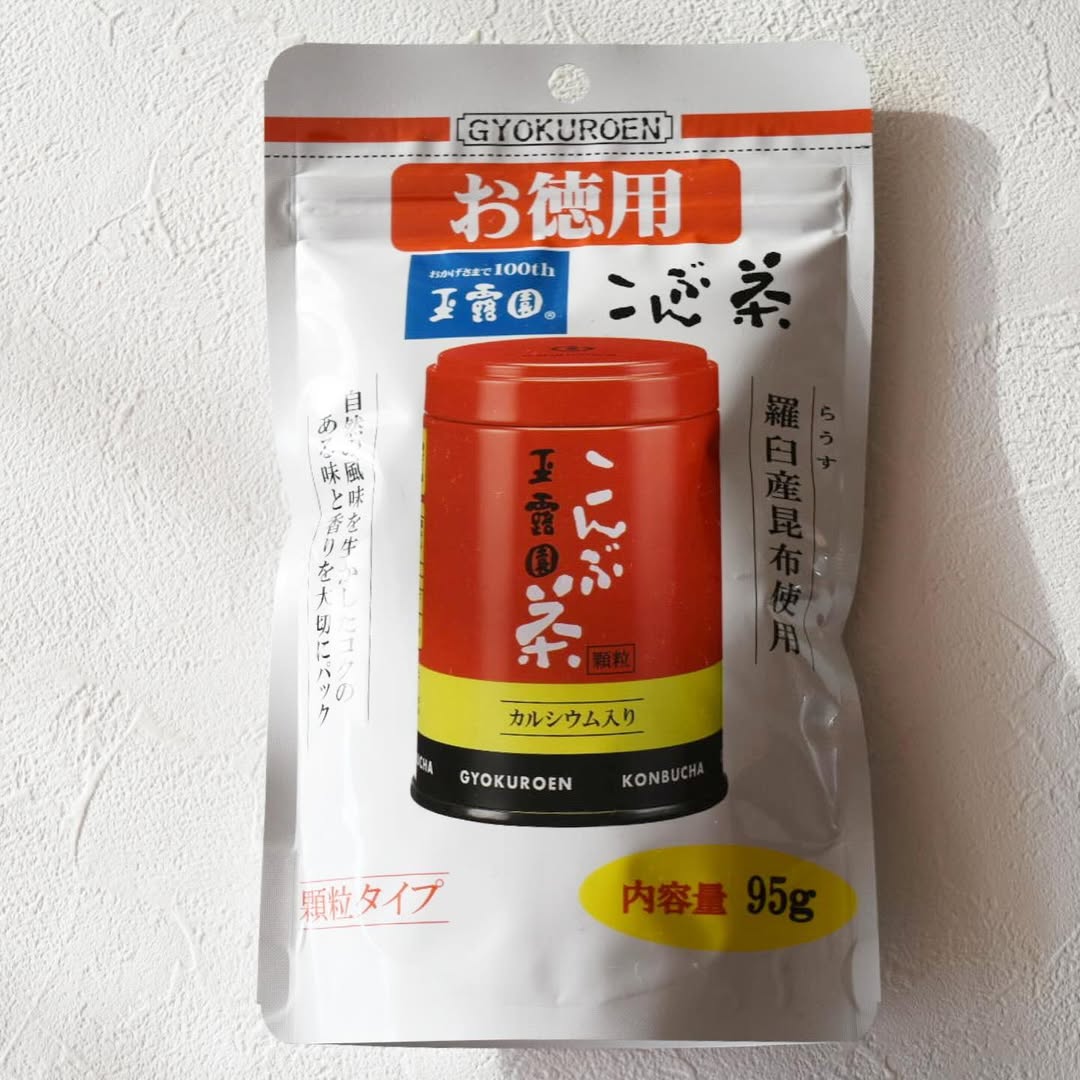 GYOKUROEN
お徳用
おかげさまで100th
玉露園®
こんぶ茶
らうす
羅臼産昆布使用
自然の風味を生かしたコクの
ある味と香りを大切にパック
こんぶ茶
玉露園
顆粒
カルシウム入り
CHA GYOKUROEN KONBUCHA
顆粒タイプ
内容量 95g